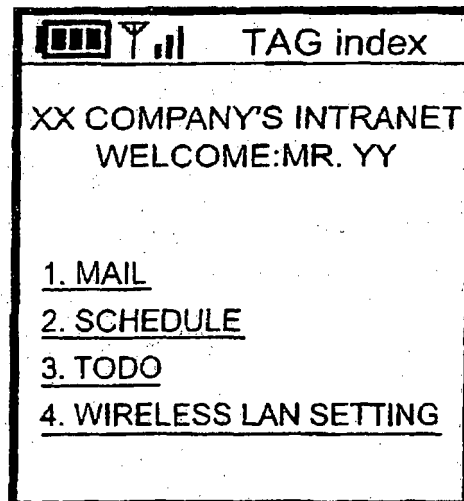 TAG index
XX COMPANY'S INTRANET
WELCOME:MR. YY
1. MAIL
2. SCHEDULE
3. TODO
4. WIRELESS LAN SETTING